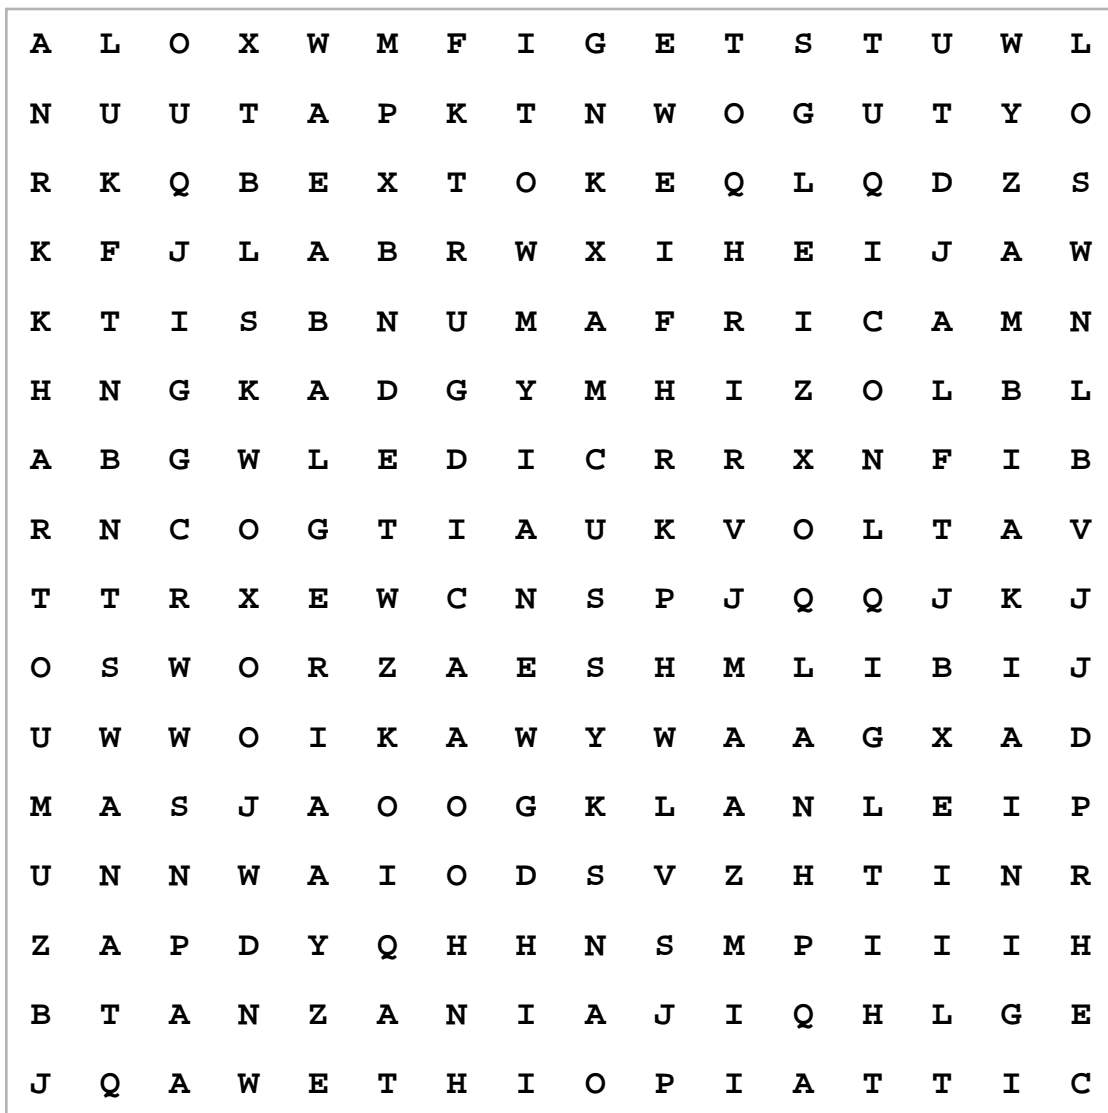 A L O X W M F I G E T S T U W L
N U U T A P K T N W O G U T Y O
R K Q B E X T O K E Q L Q D Z S
K F J L A B R W X I H E I J A W
K T I S B N U M A F R I C A M N
H N G K A D G Y M H I Z O L B L
A B G W L E D I C R R X N F I B
R N C O G T I A U K V O L T A V
T T R X E W C N S P J Q Q J K J
O S W O R Z A E S H M L I B I J
U W W O I K A W Y W A A G X A D
M A S J A O O G K L A N L E I P
U N N W A I O D S V Z H T I N R
Z A P D Y Q H H N S M P I I I H
B T A N Z A N I A J I Q H L G E
J Q A W E T H I O P I A T T I C